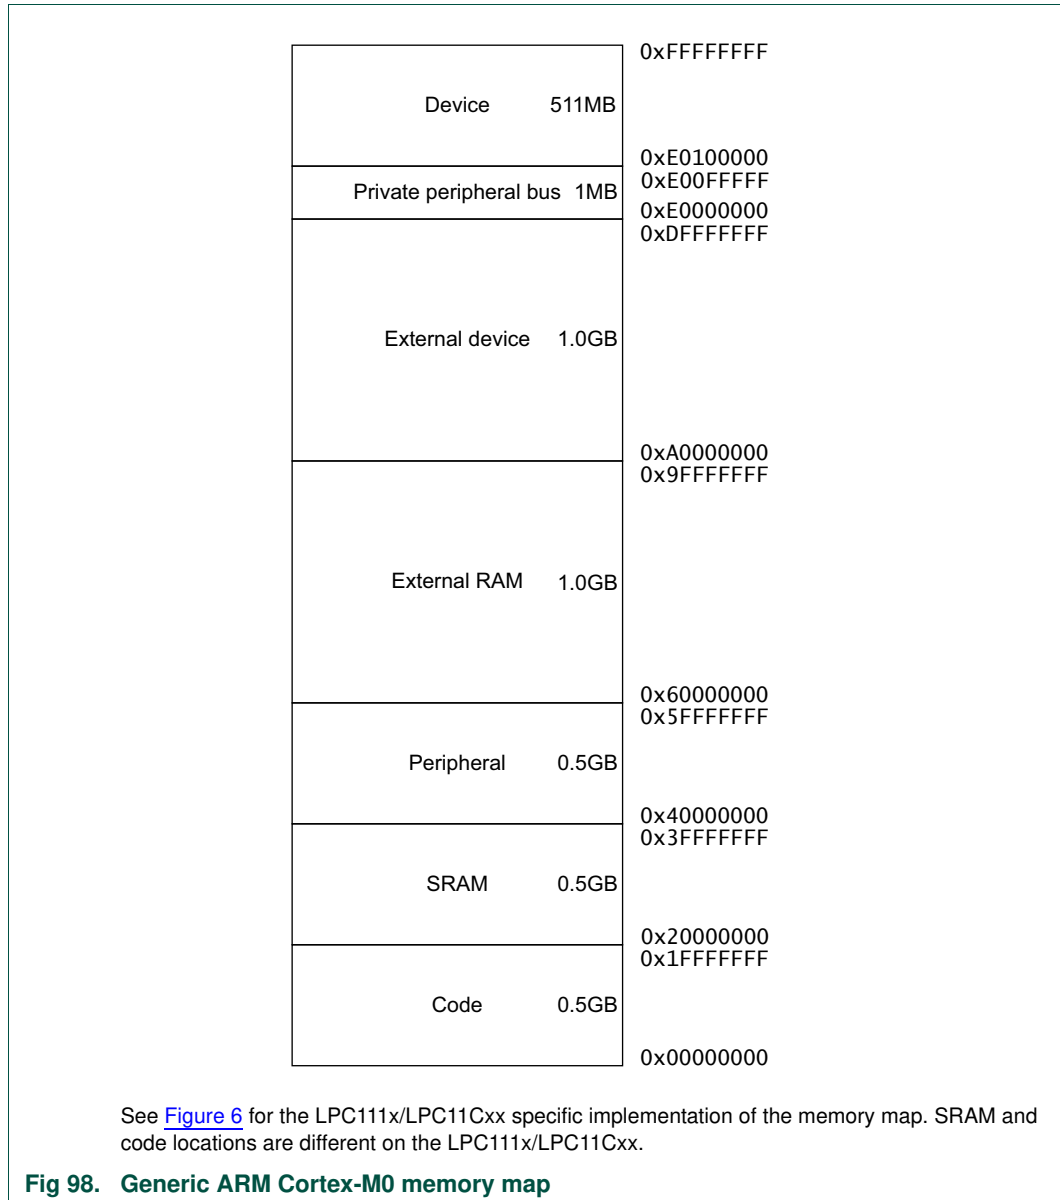 0xFFFFFFFF
Device 511MB
0xE0100000
0xE00FFFFF
Private peripheral bus 1MB
0xE0000000
0xDFFFFFFF
External device 1.0GB
0xA0000000
0x9FFFFFFF
External RAM 1.0GB
0x60000000
0x5FFFFFFF
Peripheral 0.5GB
0x40000000
0x3FFFFFFF
SRAM 0.5GB
0x20000000
0x1FFFFFFF
Code 0.5GB
0x00000000
See Figure 6 for the LPC111x/LPC11Cxx specific implementation of the memory map. SRAM and
code locations are different on the LPC111x/LPC11Cxx.
Fig 98. Generic ARM Cortex-M0 memory map